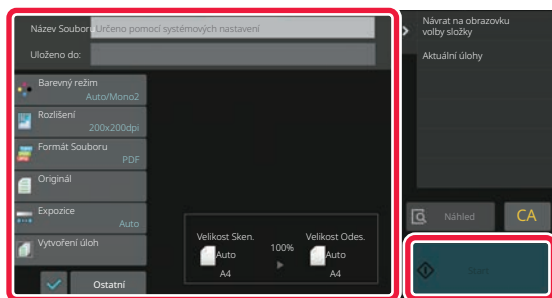 Název Souboru
Určeno pomocí systémových nastavení
Uloženo do:
Barevný režim
Auto/Mono2
Rozlišení
200x200dpi
Formát Souboru
PDF
Originál
Expozice
Auto
Vytvoření úloh
Ostatní
Velikost Sken.
Auto
A4
100%
Velikost Odes.
Auto
A4
Návrat na obrazovku
volby složky
Aktuální úlohy
Náhled
CA
Start